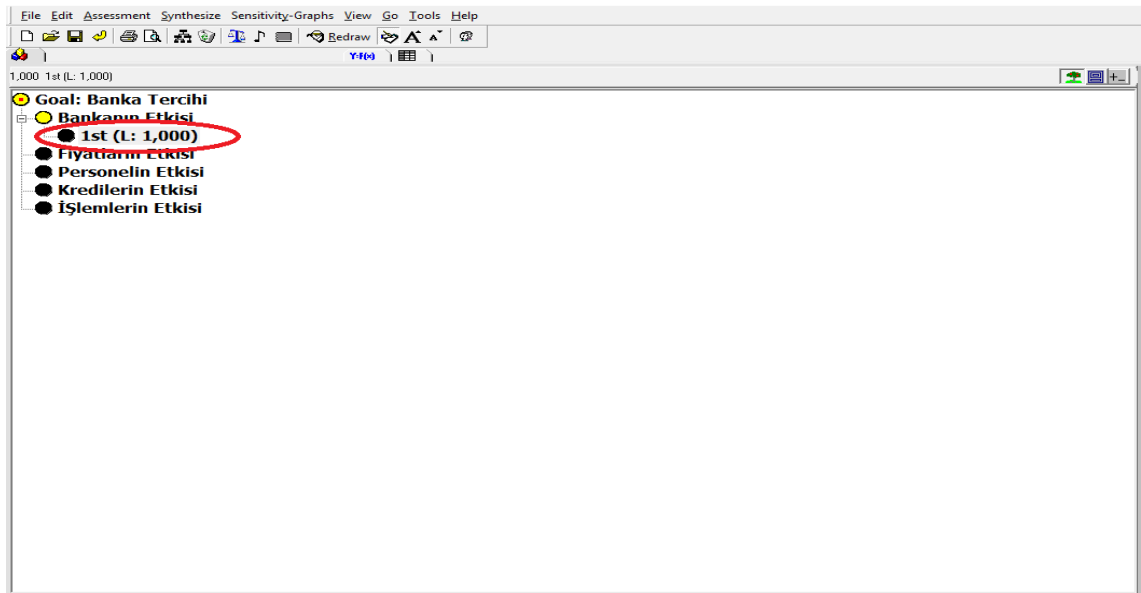 File Edit Assessment Synthesize Sensitivity-Graphs View Go Tools Help
Redraw A A
Y=F(x)
1,000 1st (L: 1,000)
Goal: Banka Tercihi
Bankanın Etkisi
1st (L: 1,000)
Fiyatların Etkisi
Personelin Etkisi
Kredilerin Etkisi
İŞlemlerin Etkisi